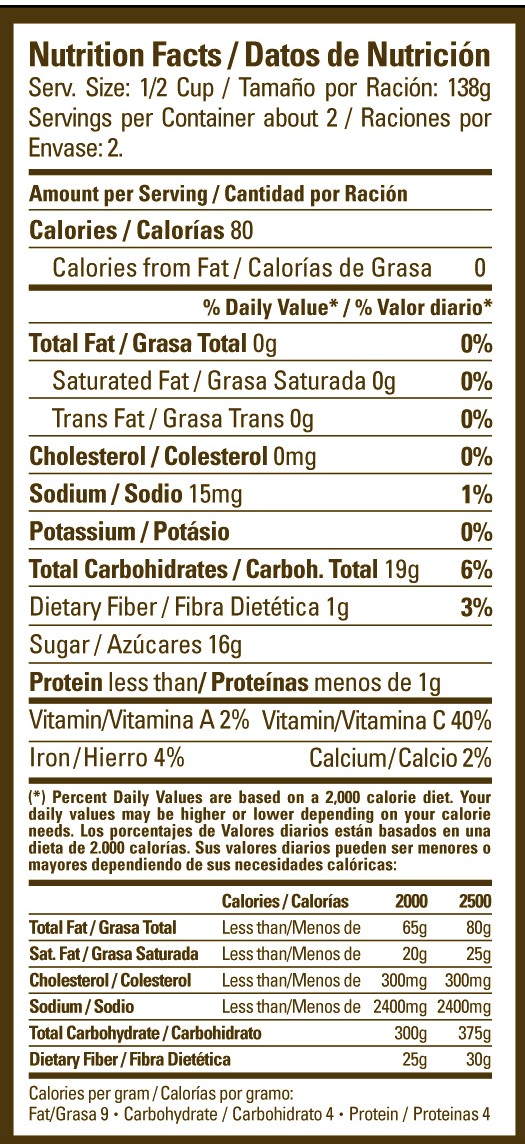 Nutrition Facts / Datos de Nutrición
Serv. Size: 1/2 Cup / Tamaño por Ración: 138g
Servings per Container about 2 / Raciones por
Envase: 2.
Amount per Serving / Cantidad por Ración
Calories / Calorías 80
Calories from Fat / Calorías de Grasa 0
% Daily Value* / % Valor diario*
Total Fat / Grasa Total 0g 0%
Saturated Fat / Grasa Saturada 0g 0%
Trans Fat / Grasa Trans 0g 0%
Cholesterol / Colesterol 0mg 0%
Sodium / Sodio 15mg 1%
Potassium / Potásio 0%
Total Carbohidrates / Carboh. Total 19g 6%
Dietary Fiber / Fibra Dietética 1g 3%
Sugar / Azúcares 16g
Protein less than/ Proteínas menos de 1g
Vitamin/Vitamina A 2% Vitamin/Vitamina C 40%
Iron/Hierro 4% Calcium/Calcio 2%
(*) Percent Daily Values are based on a 2,000 calorie diet. Your
daily values may be higher or lower depending on your calorie
needs. Los porcentajes de Valores diarios están basados en una
dieta de 2.000 calorías. Sus valores diarios pueden ser menores o
mayores dependiendo de sus necesidades calóricas:
Calories / Calorías 2000 2500
Total Fat / Grasa Total Less than/Menos de 65g 80g
Sat. Fat / Grasa Saturada Less than/Menos de 20g 25g
Cholesterol / Colesterol Less than/Menos de 300mg 300mg
Sodium / Sodio Less than/Menos de 2400mg 2400mg
Total Carbohydrate / Carbohidrato 300g 375g
Dietary Fiber / Fibra Dietética 25g 30g
Calories per gram / Calorías por gramo:
Fat/Grasa 9 • Carbohydrate / Carbohidrato 4 • Protein / Proteinas 4